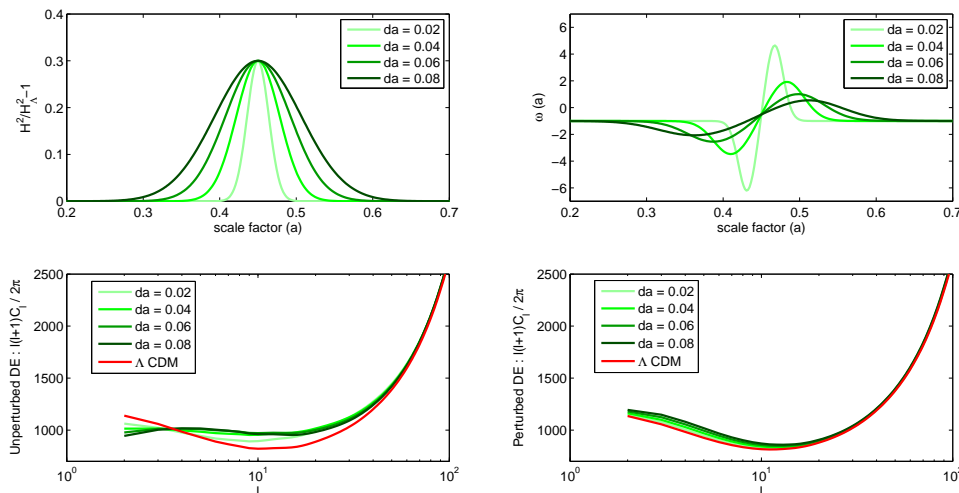 0.4
0.3
0.2
0.1
0
0.2 0.3 0.4 0.5 0.6 0.7
H²/H²_Λ−1
scale factor (a)
da = 0.02
da = 0.04
da = 0.06
da = 0.08
6
4
2
0
−2
−4
−6
0.2 0.3 0.4 0.5 0.6 0.7
ω (a)
scale factor (a)
da = 0.02
da = 0.04
da = 0.06
da = 0.08
2500
2000
1500
1000
10⁰ 10¹ 10²
Unperturbed DE : l(l+1)C_l / 2π
l
da = 0.02
da = 0.04
da = 0.06
da = 0.08
Λ CDM
2500
2000
1500
1000
10⁰ 10¹ 10²
Perturbed DE : l(l+1)C_l / 2π
l
da = 0.02
da = 0.04
da = 0.06
da = 0.08
Λ CDM